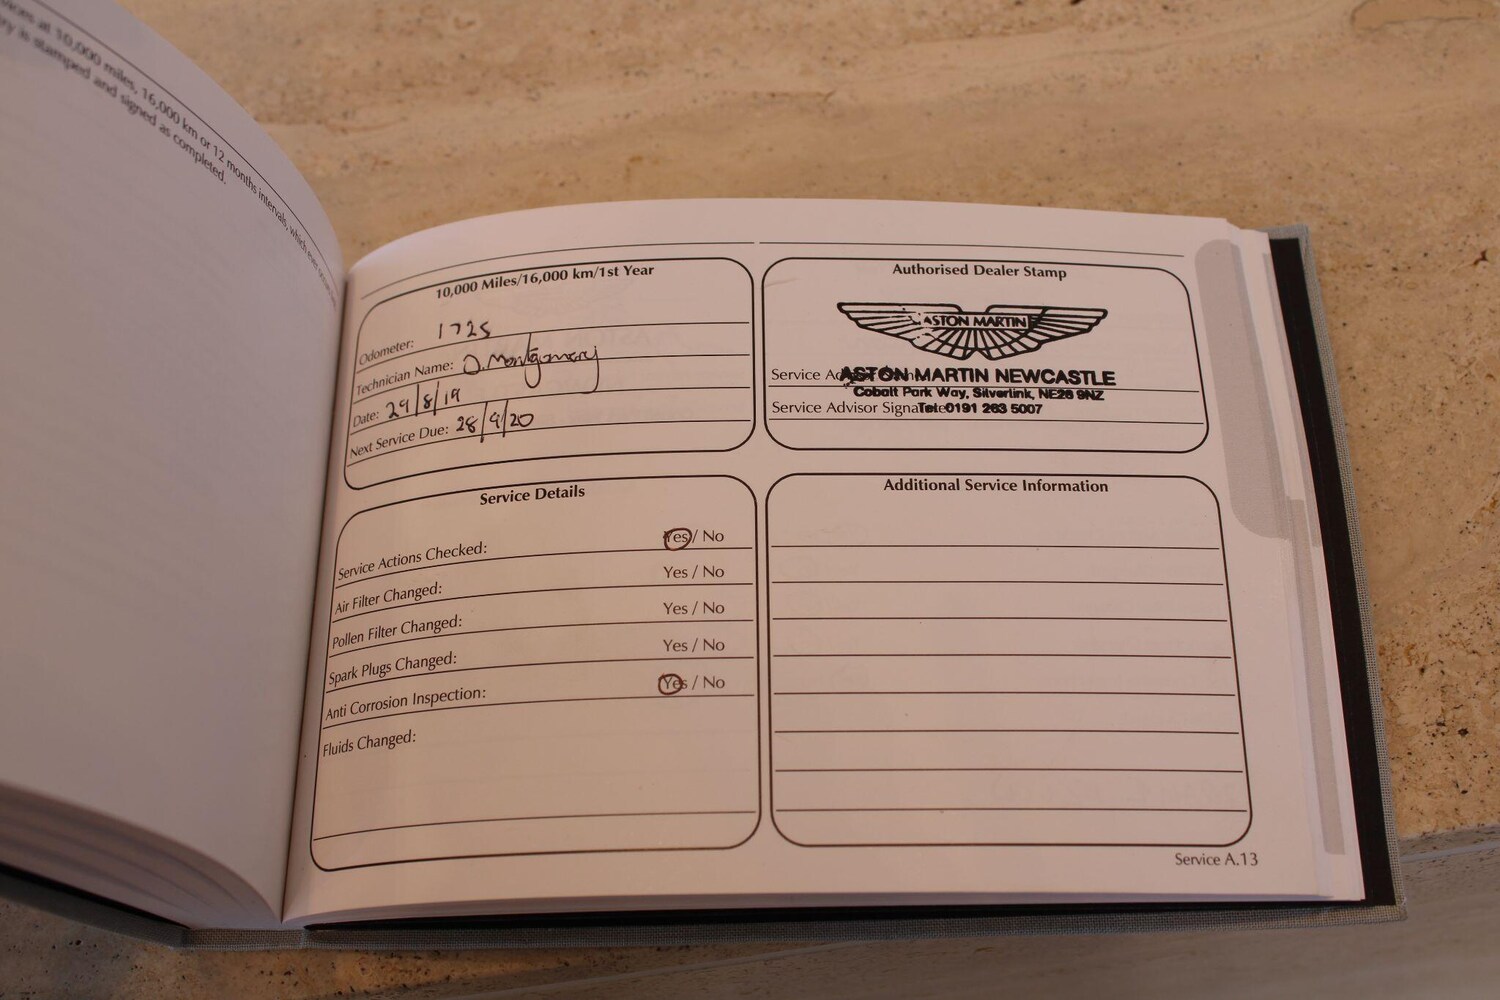 vices at 10,000 miles, 16,000 km or 12 months intervals, which ever
ry is stamped and signed as completed.
10,000 Miles/16,000 km/1st Year
Odometer: 1725
Technician Name: D. Montgomery
Date: 29/8/19
Next Service Due: 28/9/20
Authorised Dealer Stamp
ASTON MARTIN
ASTON MARTIN NEWCASTLE
Cobalt Park Way, Silverlink, NE28 9NZ
Service Advisor Signature
Tel: 0191 263 5007
Service Details
Service Actions Checked: Yes / No
Air Filter Changed: Yes / No
Pollen Filter Changed: Yes / No
Spark Plugs Changed: Yes / No
Anti Corrosion Inspection: Yes / No
Fluids Changed:
Additional Service Information
Service A.13